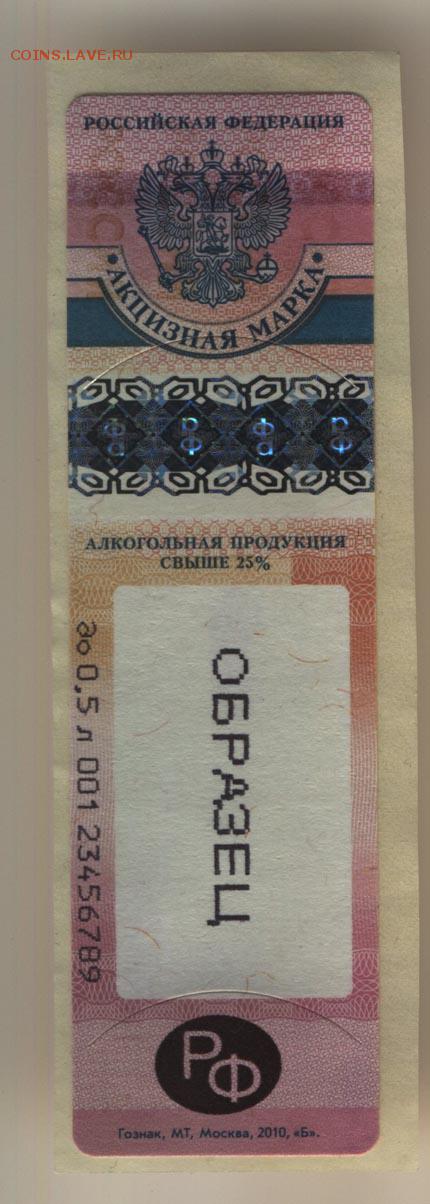 COINS.LAVE.RU
РОССИЙСКАЯ ФЕДЕРАЦИЯ
• АКЦИЗНАЯ МАРКА •
РФ РФ РФ РФ
АЛКОГОЛЬНАЯ ПРОДУКЦИЯ
СВЫШЕ 25%
ОБРАЗЕЦ
до 0,5 л 001 23456789
РФ
Гознак, МТ, Москва, 2010, «Б».